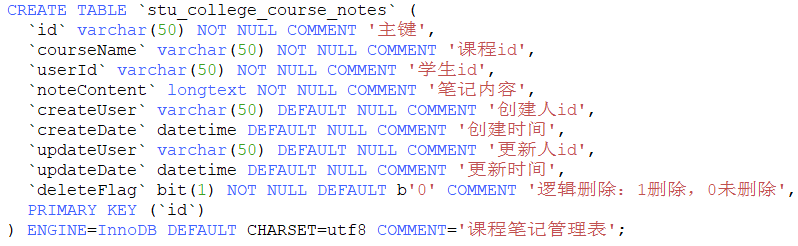 CREATE TABLE `stu_college_course_notes` (
  `id` varchar(50) NOT NULL COMMENT '主键',
  `courseName` varchar(50) NOT NULL COMMENT '课程id',
  `userId` varchar(50) NOT NULL COMMENT '学生id',
  `noteContent` longtext NOT NULL COMMENT '笔记内容',
  `createUser` varchar(50) DEFAULT NULL COMMENT '创建人id',
  `createDate` datetime DEFAULT NULL COMMENT '创建时间',
  `updateUser` varchar(50) DEFAULT NULL COMMENT '更新人id',
  `updateDate` datetime DEFAULT NULL COMMENT '更新时间',
  `deleteFlag` bit(1) NOT NULL DEFAULT b'0' COMMENT '逻辑删除：1删除，0未删除',
  PRIMARY KEY (`id`)
) ENGINE=InnoDB DEFAULT CHARSET=utf8 COMMENT='课程笔记管理表';